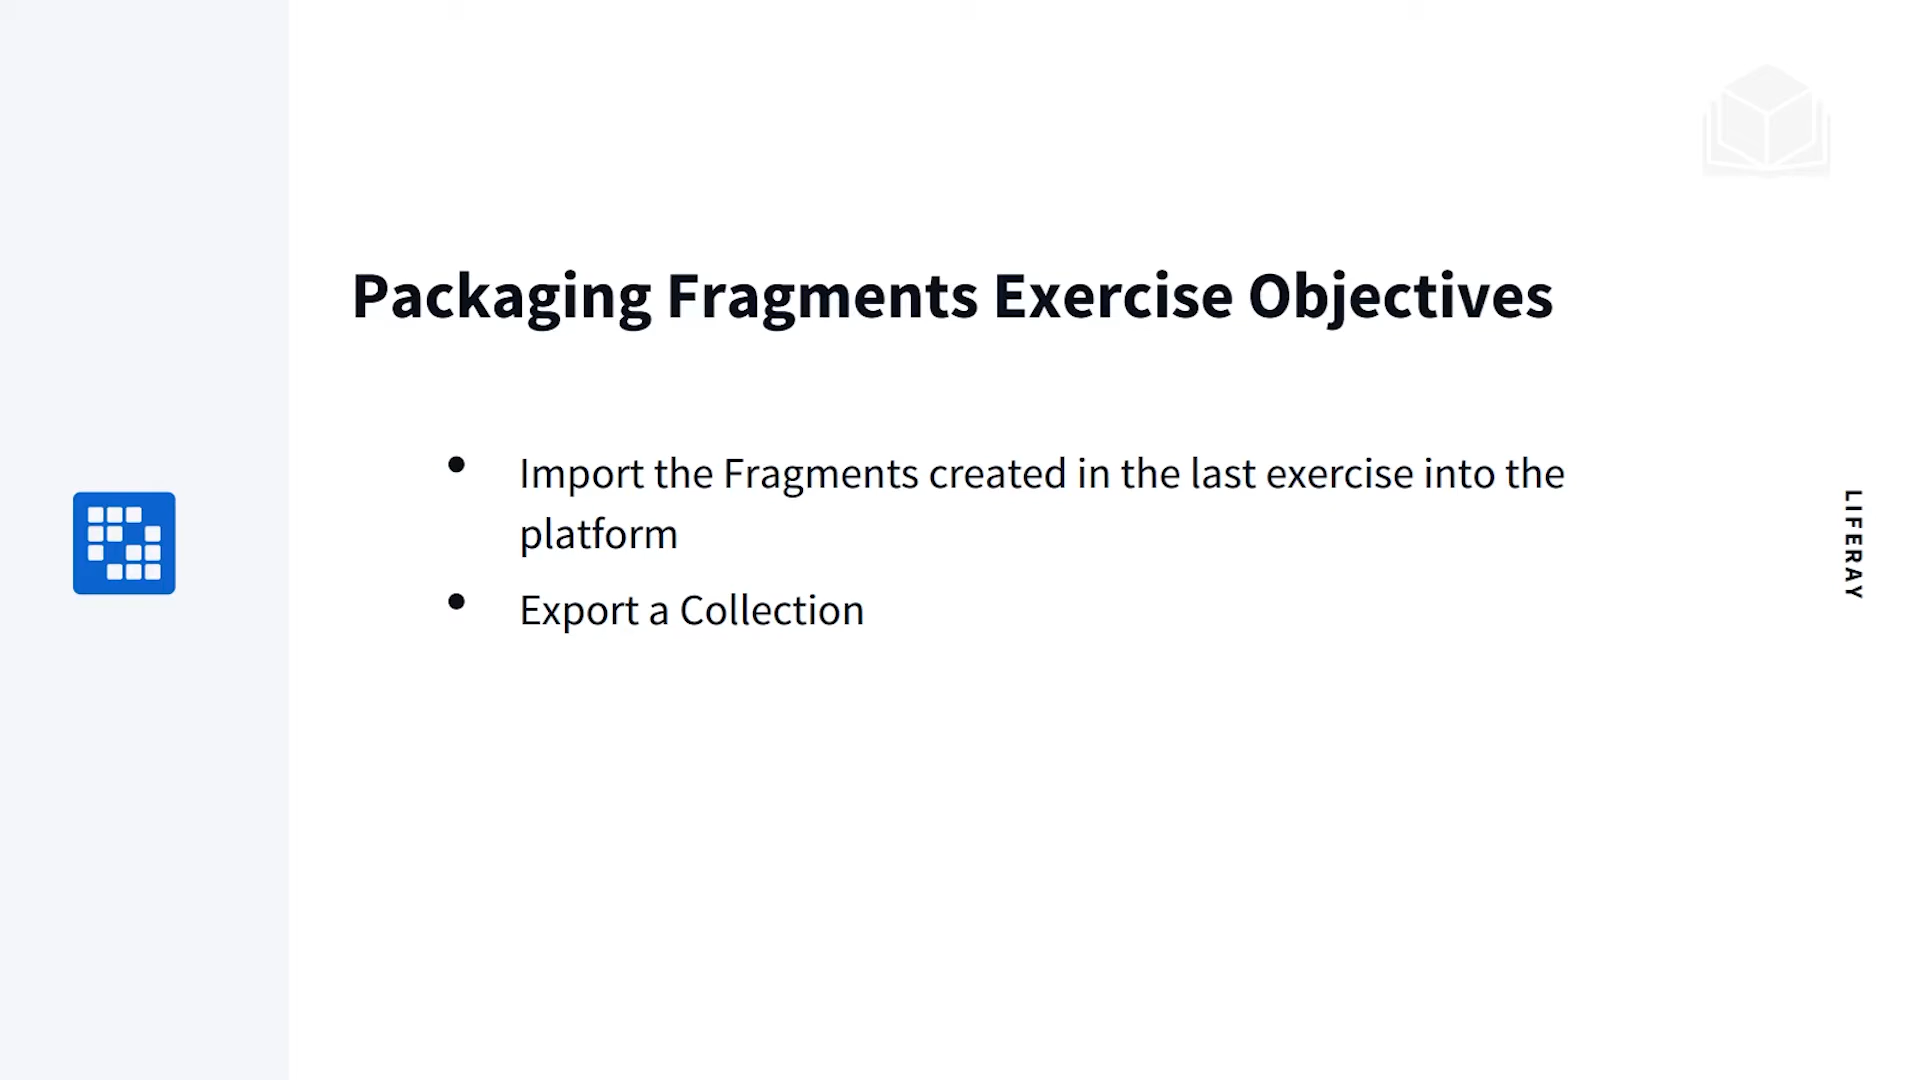 Packaging Fragments Exercise Objectives
• Import the Fragments created in the last exercise into the
platform
• Export a Collection
LIFERAY